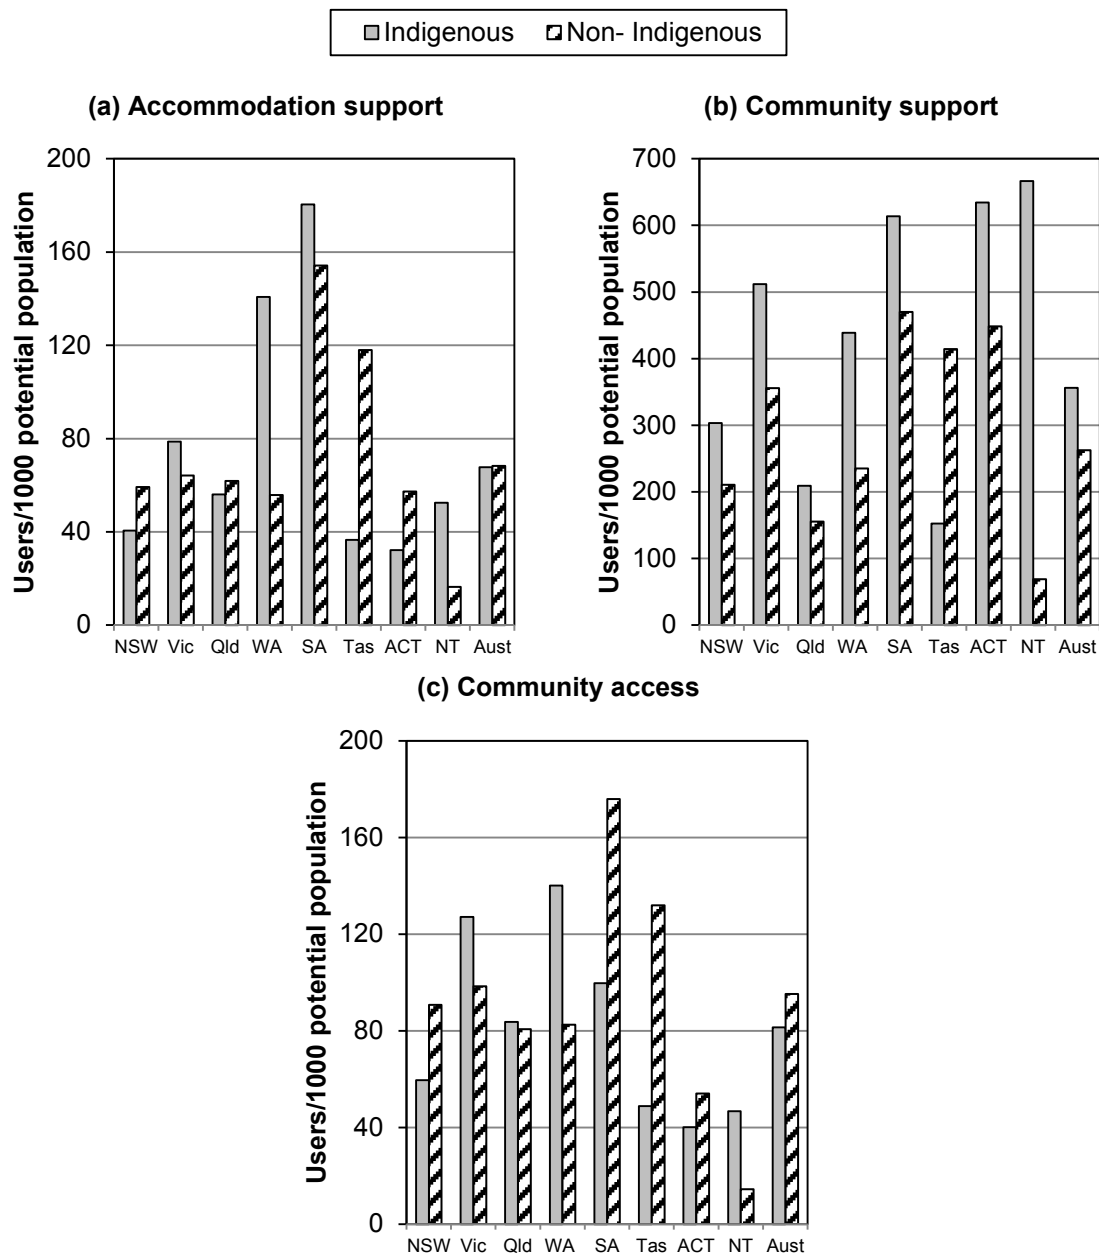 Indigenous Non- Indigenous
(a) Accommodation support
Users/1000 potential population
200
160
120
80
40
0
NSW Vic Qld WA SA Tas ACT NT Aust
(b) Community support
Users/1000 potential population
700
600
500
400
300
200
100
0
NSW Vic Qld WA SA Tas ACT NT Aust
(c) Community access
Users/1000 potential population
200
160
120
80
40
0
NSW Vic Qld WA SA Tas ACT NT Aust